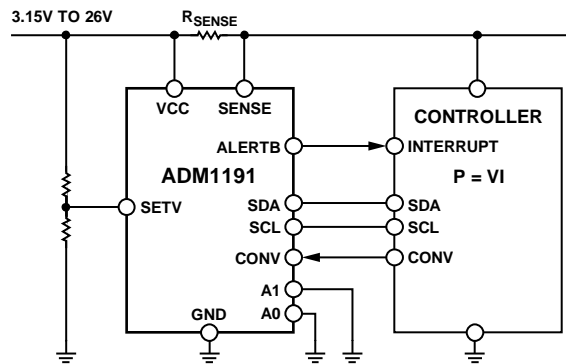 3.15V TO 26V
RSENSE
VCC
SENSE
CONTROLLER
ALERTB
INTERRUPT
ADM1191
P = VI
SETV
SDA
SDA
SCL
SCL
CONV
CONV
A1
GND
A0